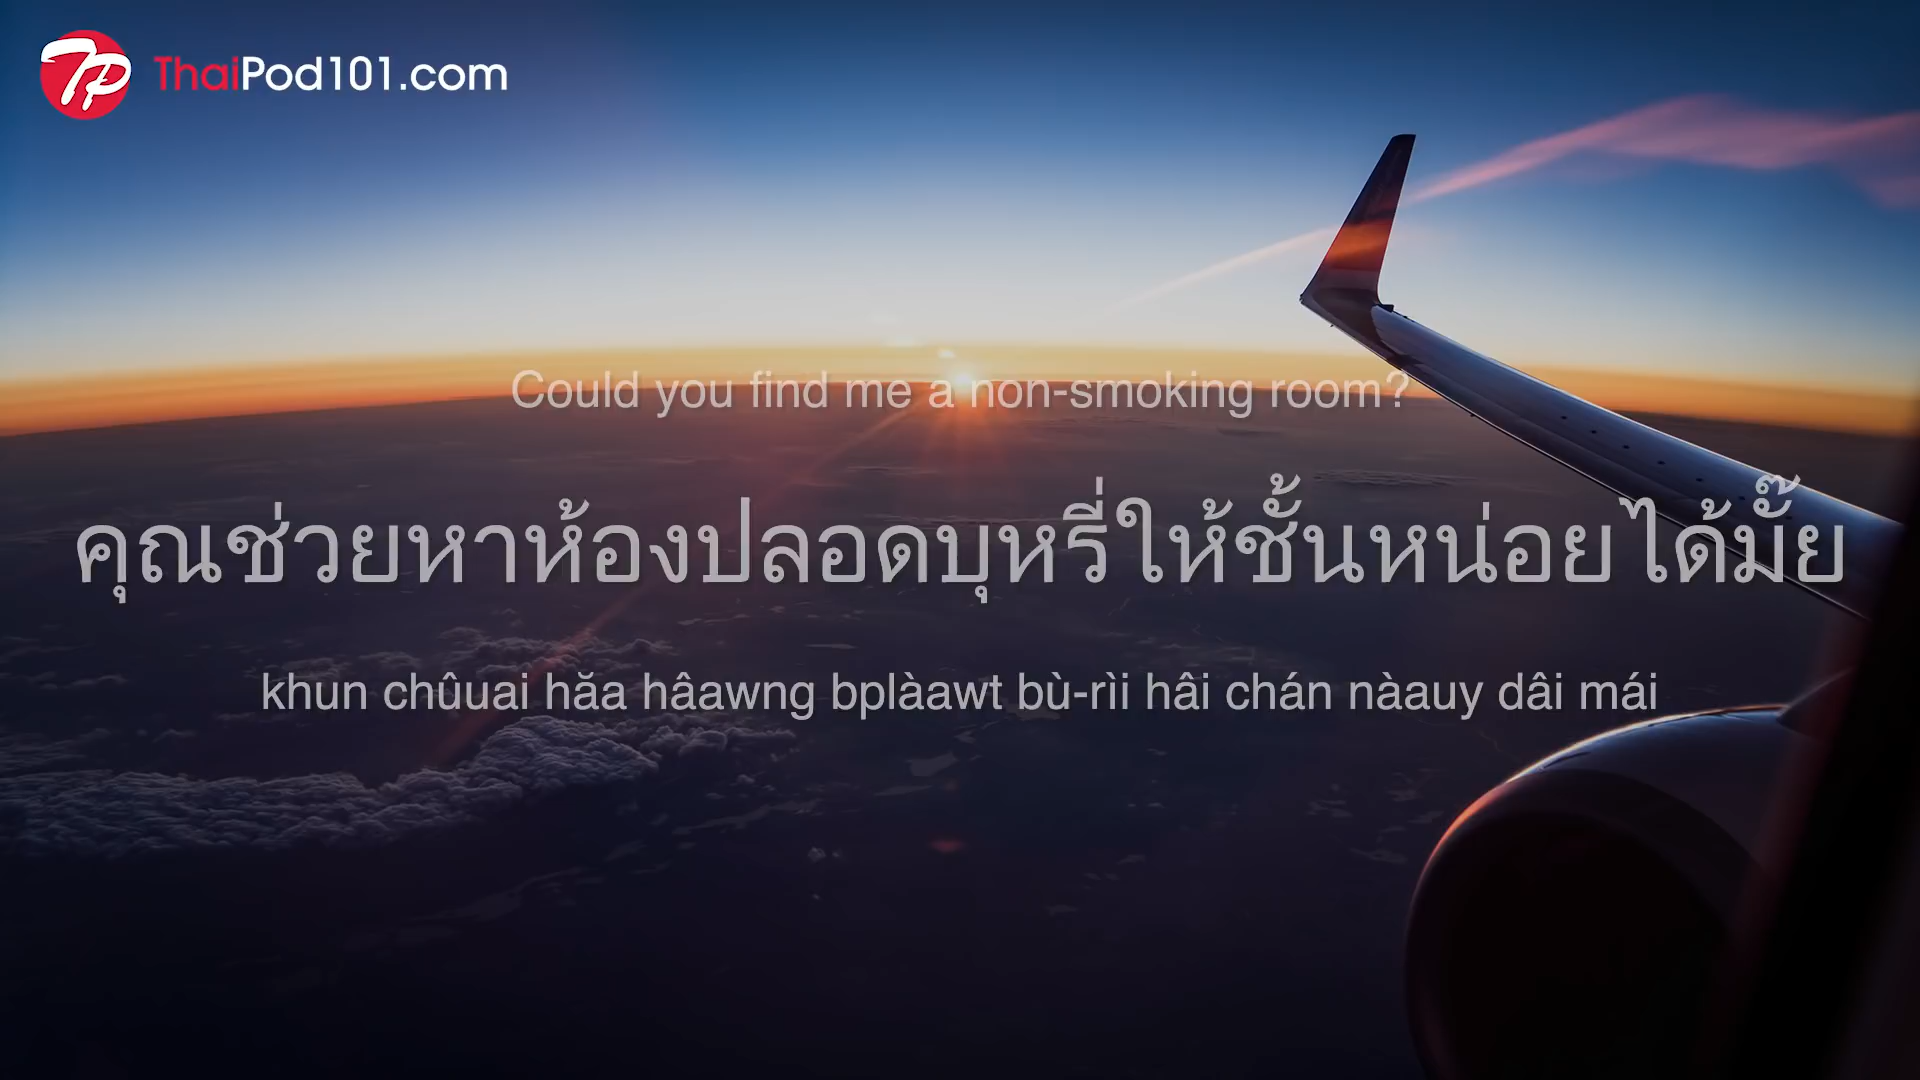 ThaiPod101.com
Could you find me a non-smoking room?
คุณช่วยหาห้องปลอดบุหรี่ให้ชั้นหน่อยได้มั๊ย
khun chûuai hăa hâawng bplàawt bù-rìi hâi chán nàauy dâi mái